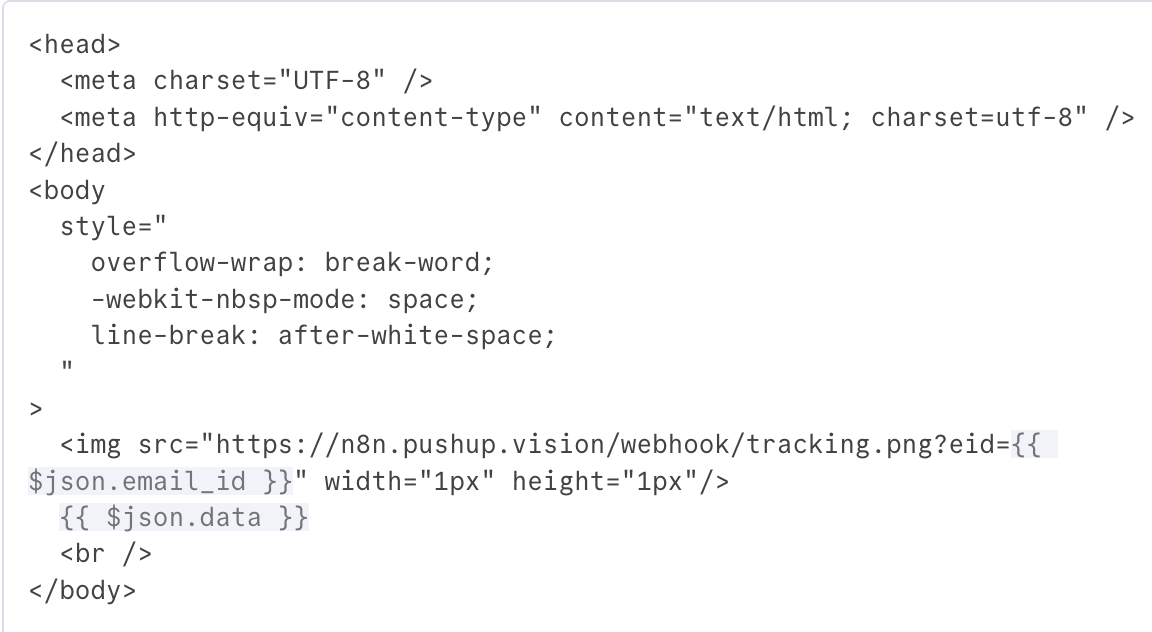 <head>
  <meta charset="UTF-8" />
  <meta http-equiv="content-type" content="text/html; charset=utf-8" />
</head>
<body
  style="
    overflow-wrap: break-word;
    -webkit-nbsp-mode: space;
    line-break: after-white-space;
  "
>
  <img src="https://n8n.pushup.vision/webhook/tracking.png?eid={{
$json.email_id }}" width="1px" height="1px"/>
  {{ $json.data }}
  <br />
</body>